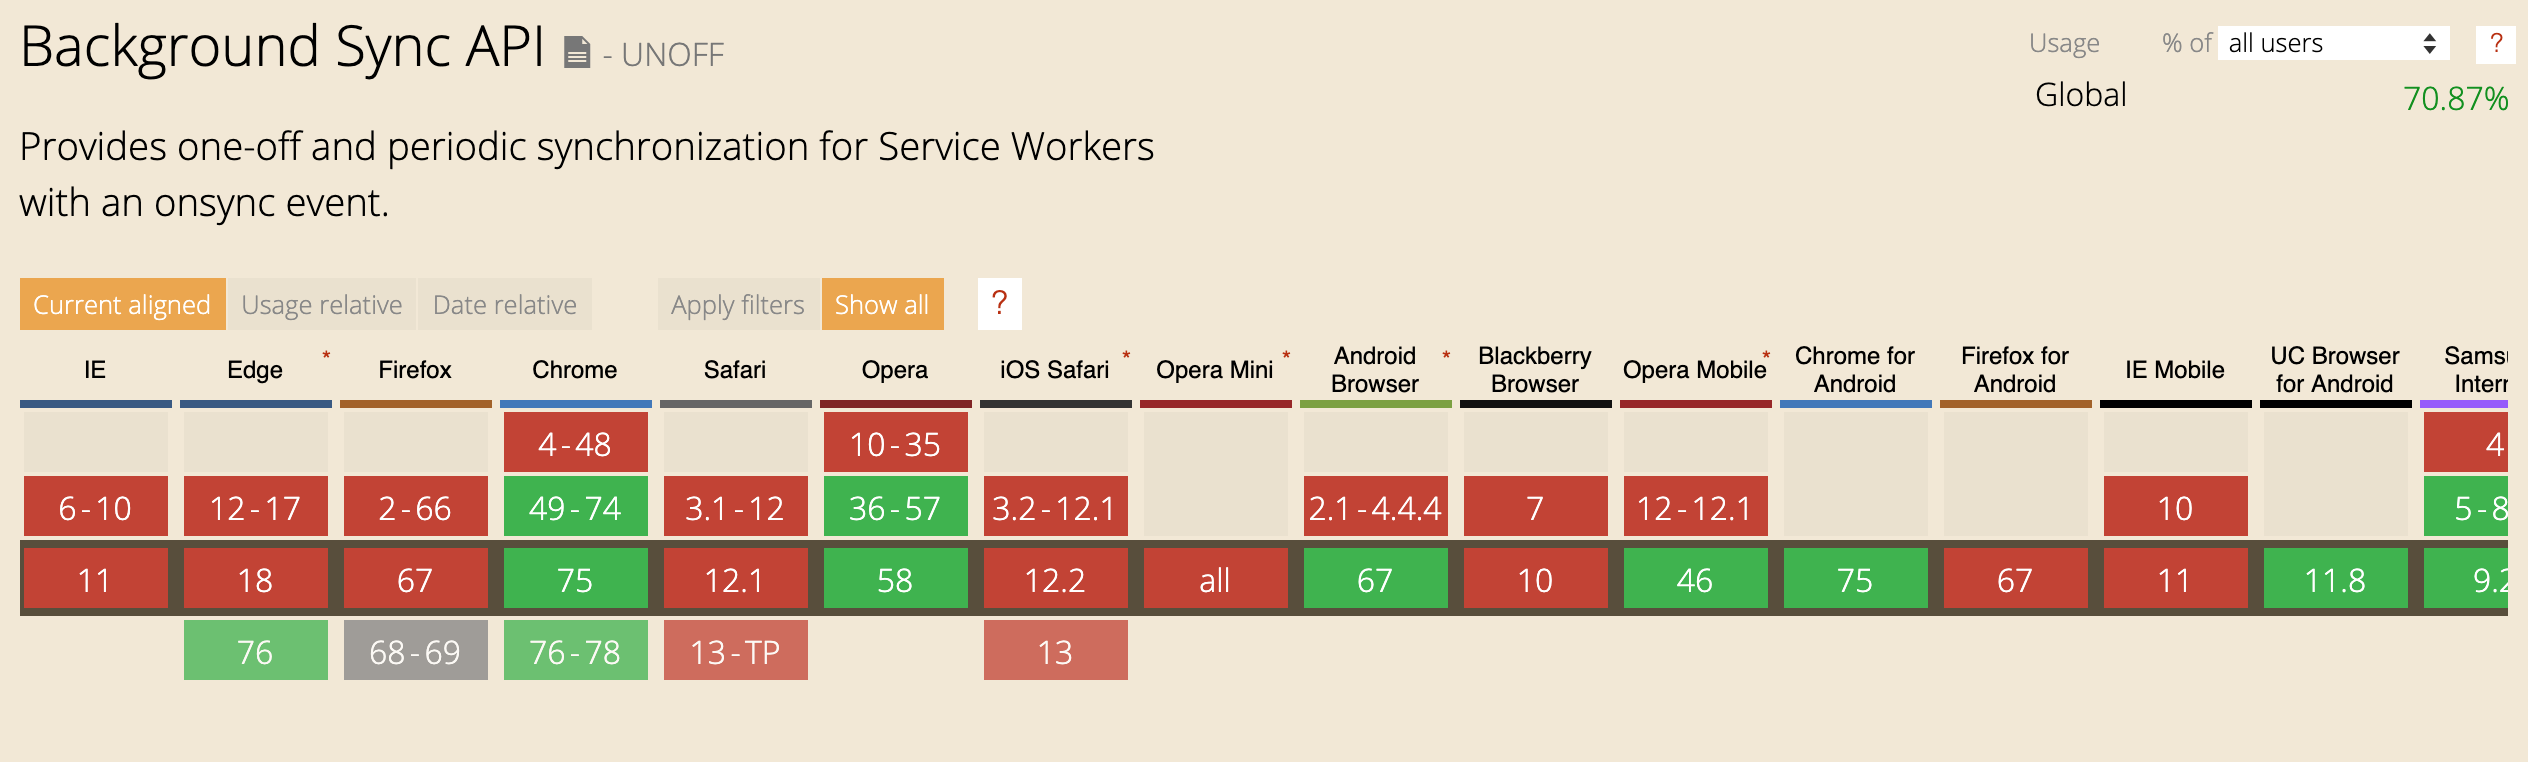 Background Sync API - UNOFF
Usage % of all users ?
Global 70.87%
Provides one-off and periodic synchronization for Service Workers
with an onsync event.
Current aligned Usage relative Date relative Apply filters Show all ?
IE Edge * Firefox Chrome Safari Opera iOS Safari * Opera Mini * Android Browser * Blackberry Browser Opera Mobile * Chrome for Android Firefox for Android IE Mobile UC Browser for Android
4-48 10-35 4
6-10 12-17 2-66 49-74 3.1-12 36-57 3.2-12.1 2.1-4.4.4 7 12-12.1 10 5-8
11 18 67 75 12.1 58 12.2 all 67 10 46 75 67 11 11.8 9.2
76 68-69 76-78 13-TP 13